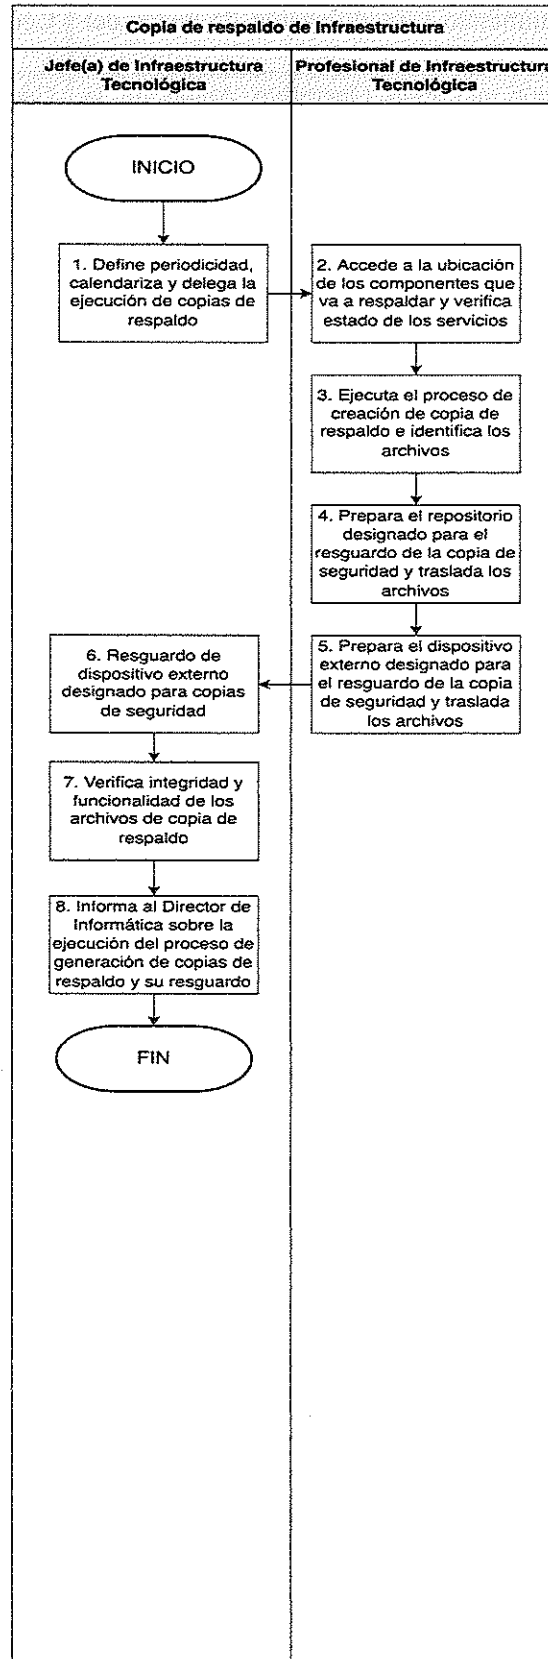 Copia de respaldo de Infraestructura
Jefe(a) de Infraestructura
Tecnológica
Profesional de Infraestructura
Tecnológica
INICIO
1. Define periodicidad,
calendariza y delega la
ejecución de copias de
respaldo
2. Accede a la ubicación
de los componentes que
va a respaldar y verifica
estado de los servicios
3. Ejecuta el proceso de
creación de copia de
respaldo e identifica los
archivos
4. Prepara el repositorio
designado para el
resguardo de la copia de
seguridad y traslada los
archivos
5. Prepara el dispositivo
externo designado para
el resguardo de la copia
de seguridad y traslada
los archivos
6. Resguardo de
dispositivo externo
designado para copias
de seguridad
7. Verifica integridad y
funcionalidad de los
archivos de copia de
respaldo
8. Informa al Director de
Informática sobre la
ejecución del proceso de
generación de copias de
respaldo y su resguardo
FIN